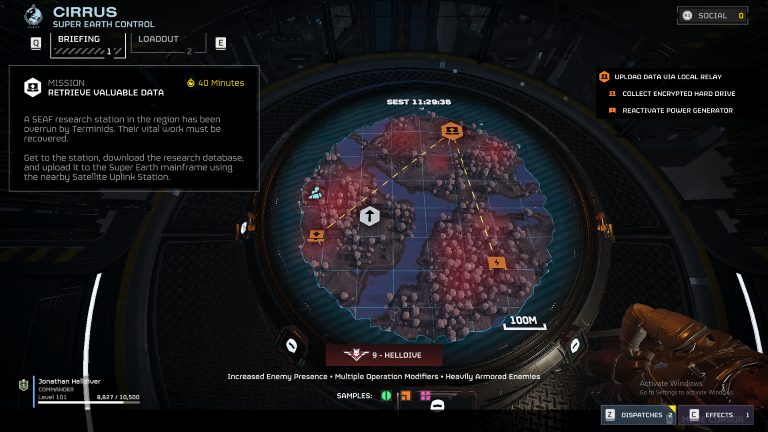 CIRRUS
SUPER EARTH CONTROL
SOCIAL 0
Q BRIEFING 1 LOADOUT 2 E
MISSION
RETRIEVE VALUABLE DATA
40 Minutes
A SEAF research station in the region has been
overrun by Terminids. Their vital work must be
recovered.
Get to the station, download the research database,
and upload it to the Super Earth mainframe using
the nearby Satellite Uplink Station.
UPLOAD DATA VIA LOCAL RELAY
COLLECT ENCRYPTED HARD DRIVE
REACTIVATE POWER GENERATOR
SEST 11:29:36
100M
9 - HELLDIVE
Increased Enemy Presence • Multiple Operation Modifiers • Heavily Armored Enemies
SAMPLES:
Jonathan Helldiver
COMMANDER
Level 101 8,827 / 10,500
Activate Windows
Go to Settings to activate Windows.
Z DISPATCHES 2 C EFFECTS 1